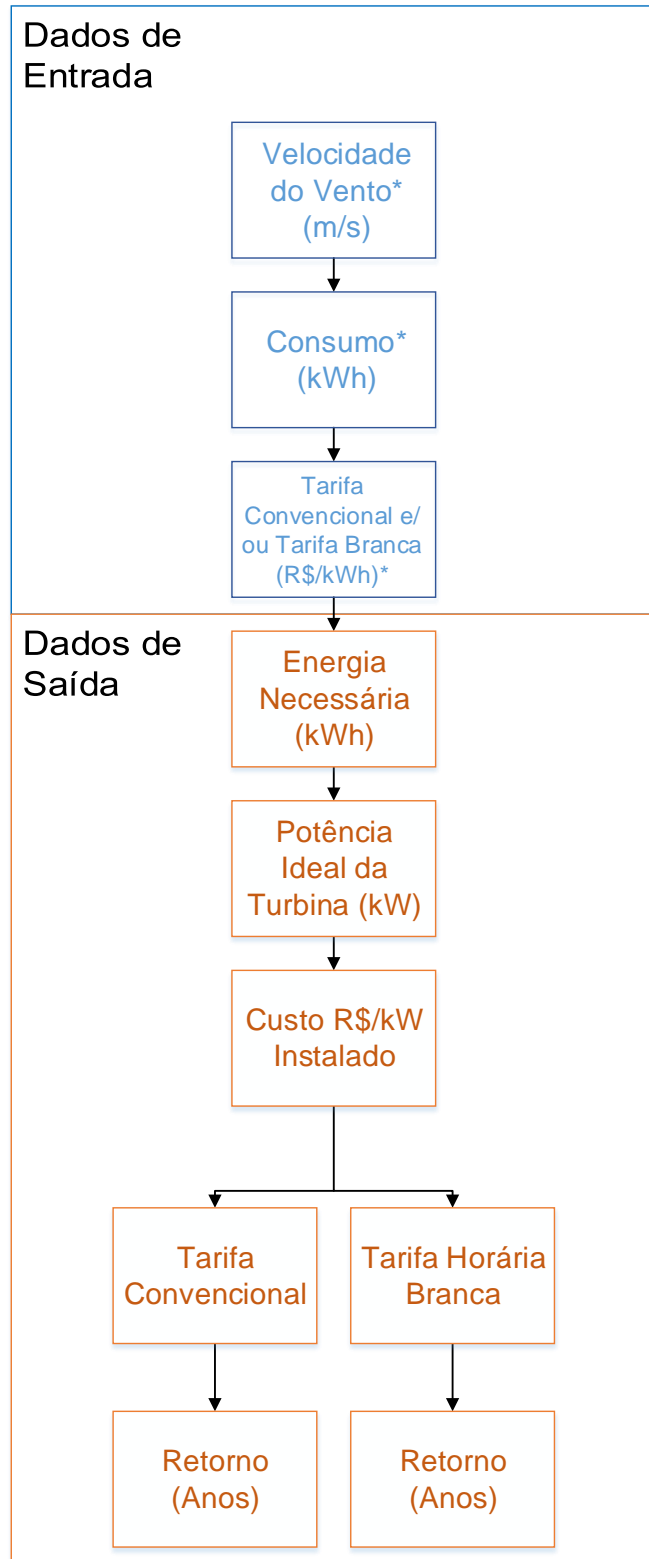 Dados de
Entrada
Velocidade
do Vento*
(m/s)
Consumo*
(kWh)
Tarifa
Convencional e/
ou Tarifa Branca
(R$/kWh)*
Dados de
Saída
Energia
Necessária
(kWh)
Potência
Ideal da
Turbina (kW)
Custo R$/kW
Instalado
Tarifa
Convencional
Tarifa Horária
Branca
Retorno
(Anos)
Retorno
(Anos)